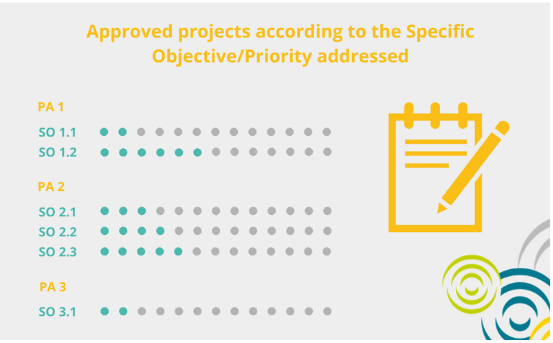 Approved projects according to the Specific
Objective/Priority addressed
PA 1
SO 1.1
SO 1.2
PA 2
SO 2.1
SO 2.2
SO 2.3
PA 3
SO 3.1